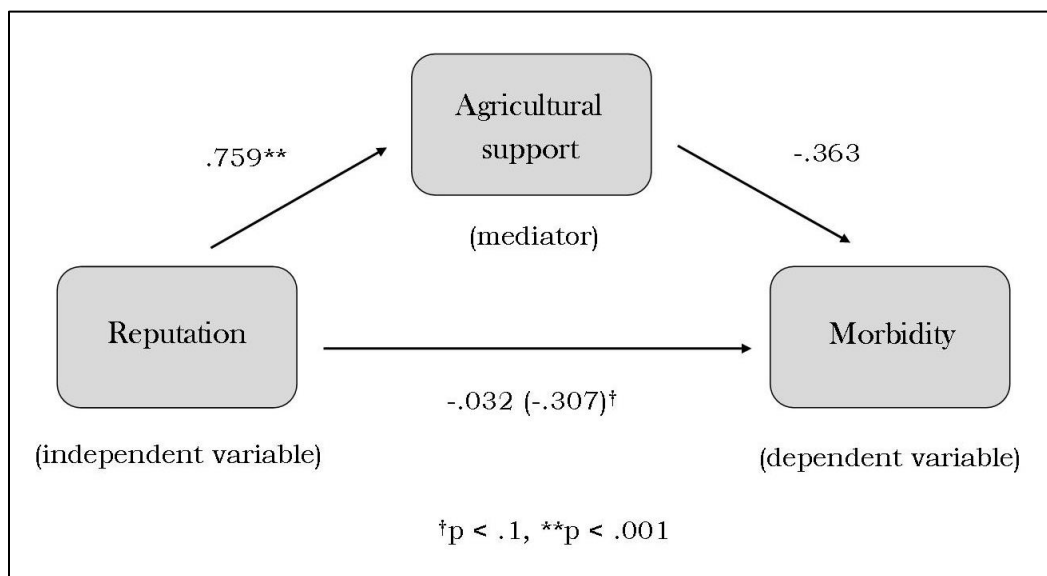 Agricultural
support
.759**
-.363
(mediator)
Reputation
Morbidity
-.032 (-.307)†
(independent variable)
(dependent variable)
†p < .1, **p < .001